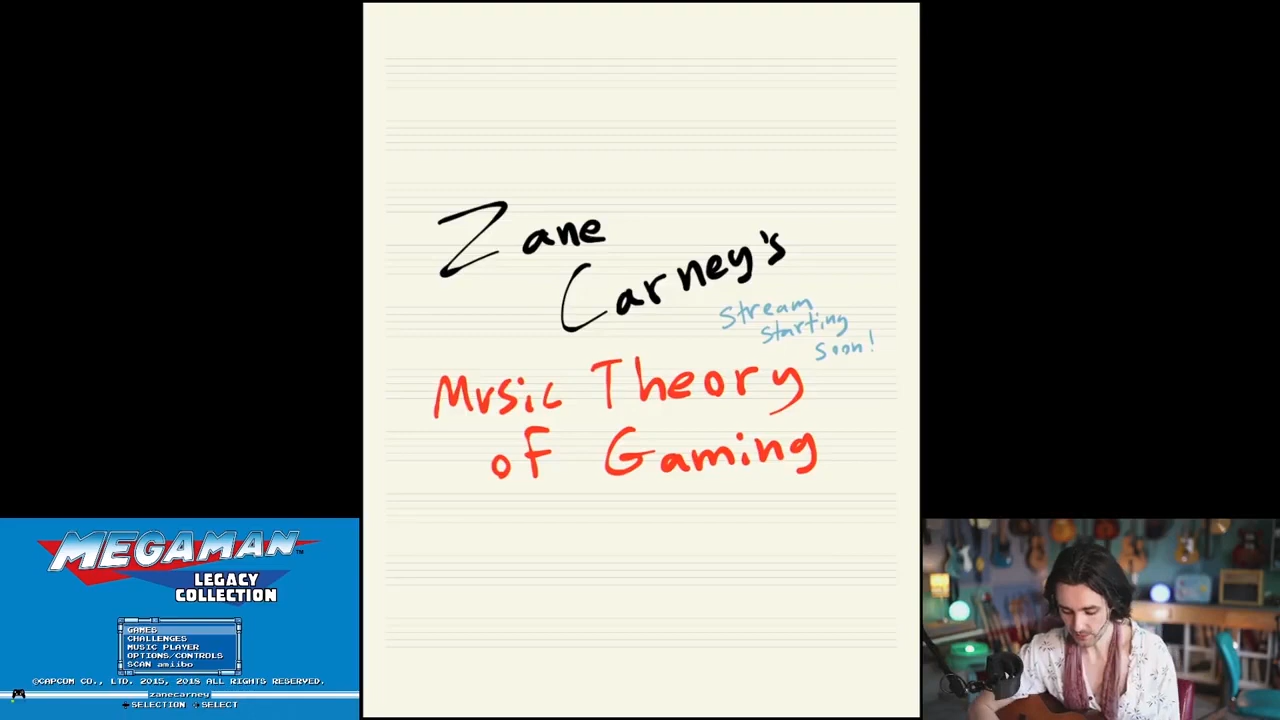 Zane
Carney's
Stream
starting
soon!
Music Theory
of Gaming
MEGAMAN™
LEGACY
COLLECTION
GAMES
CHALLENGES
MUSIC PLAYER
OPTIONS/CONTROLS
SCAN amiibo
©CAPCOM CO., LTD. 2015, 2018 ALL RIGHTS RESERVED.
zanecarney
SELECTION SELECT